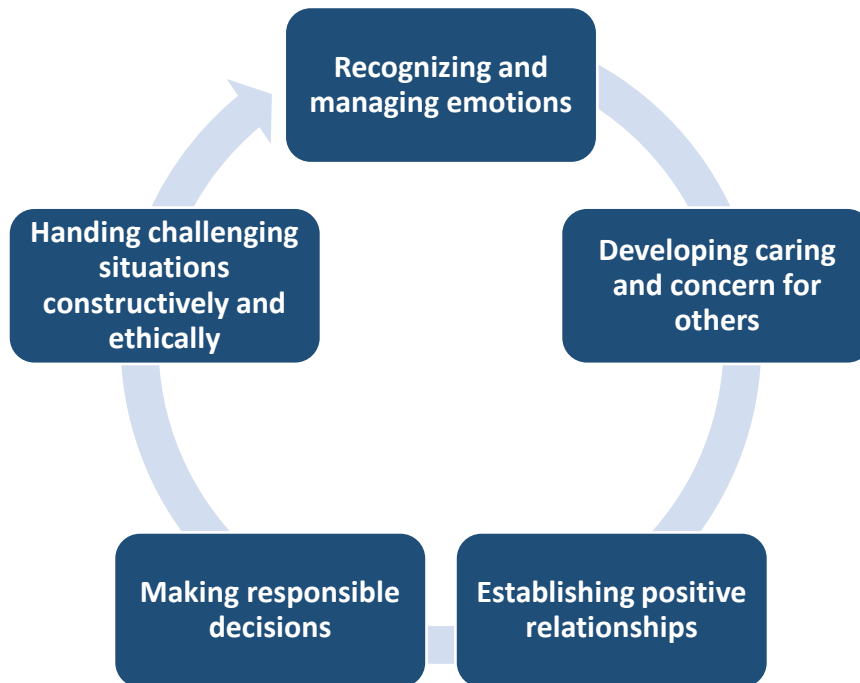 Recognizing and
managing emotions
Developing caring
and concern for
others
Establishing positive
relationships
Making responsible
decisions
Handing challenging
situations
constructively and
ethically